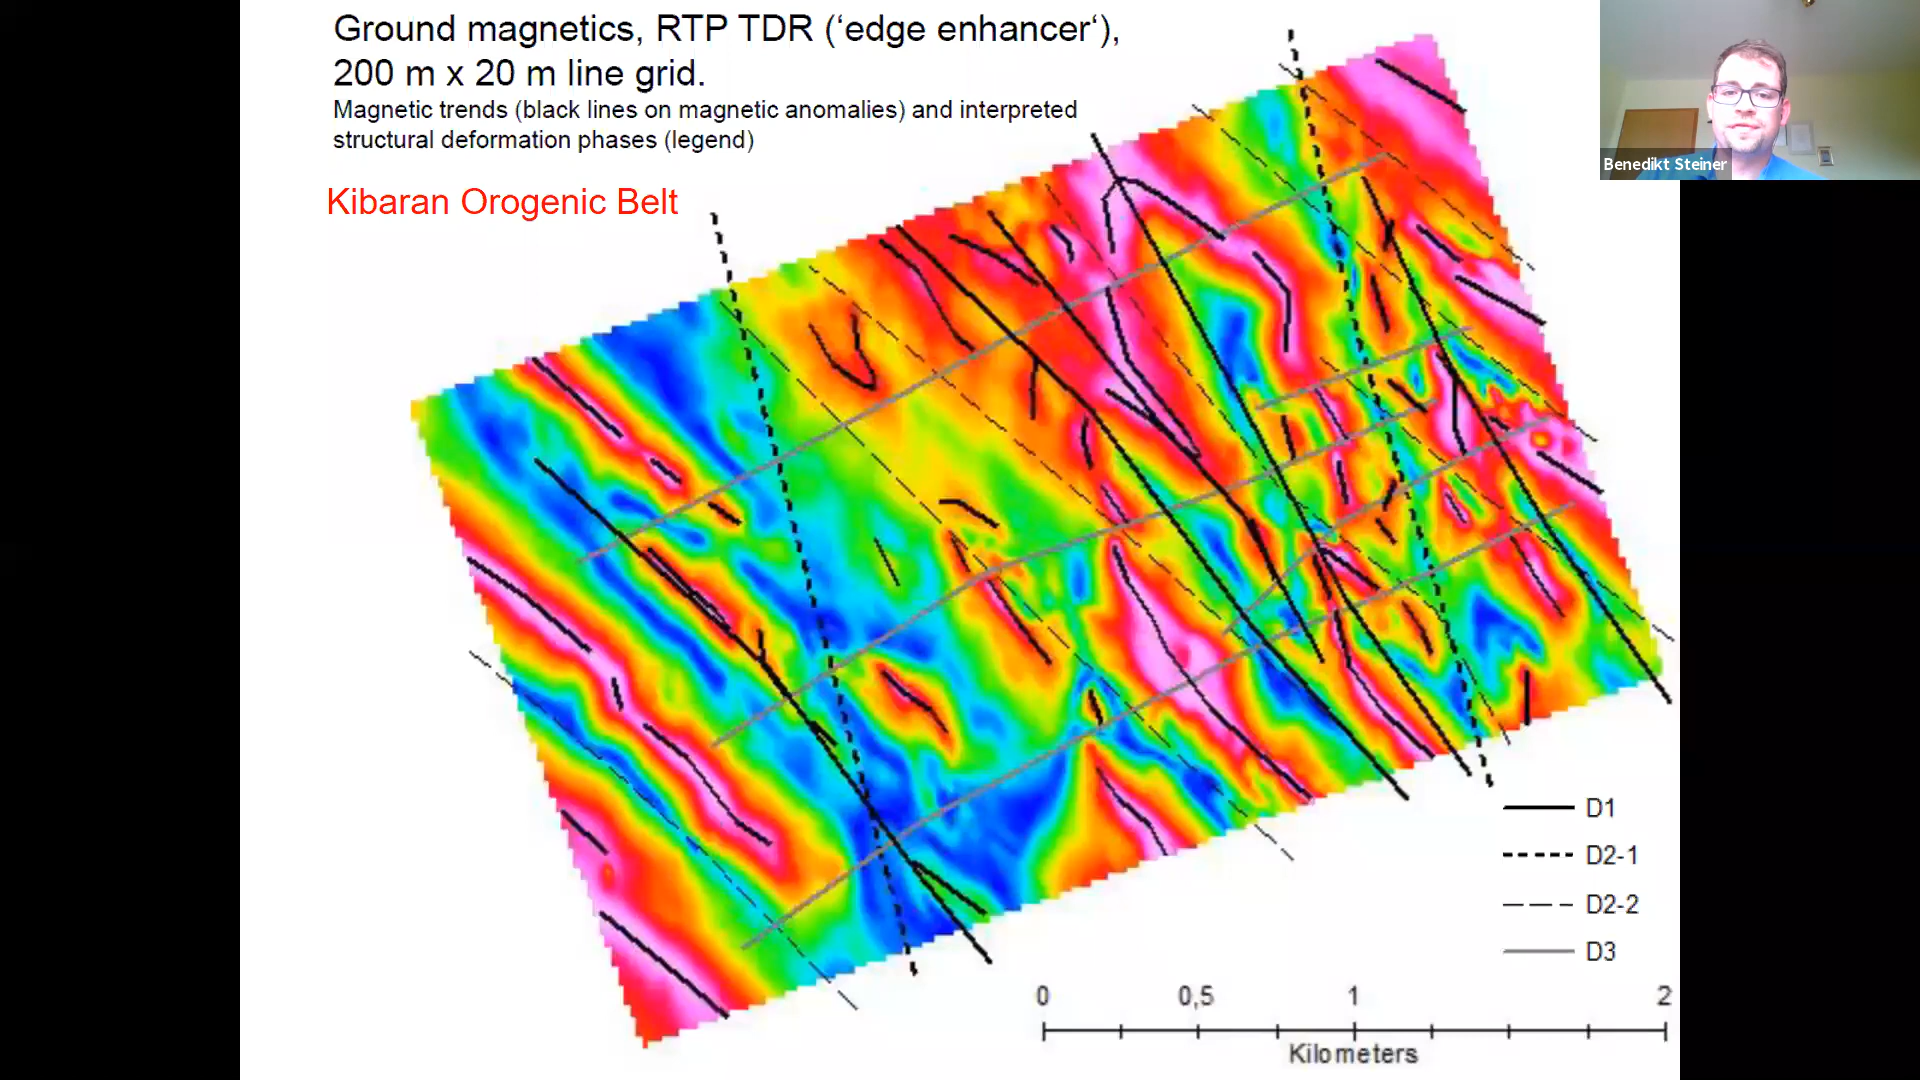 Ground magnetics, RTP TDR (‘edge enhancer‘),
200 m x 20 m line grid.
Magnetic trends (black lines on magnetic anomalies) and interpreted
structural deformation phases (legend)
Kibaran Orogenic Belt
Benedikt Steiner
D1
D2-1
D2-2
D3
0 0,5 1 2
Kilometers